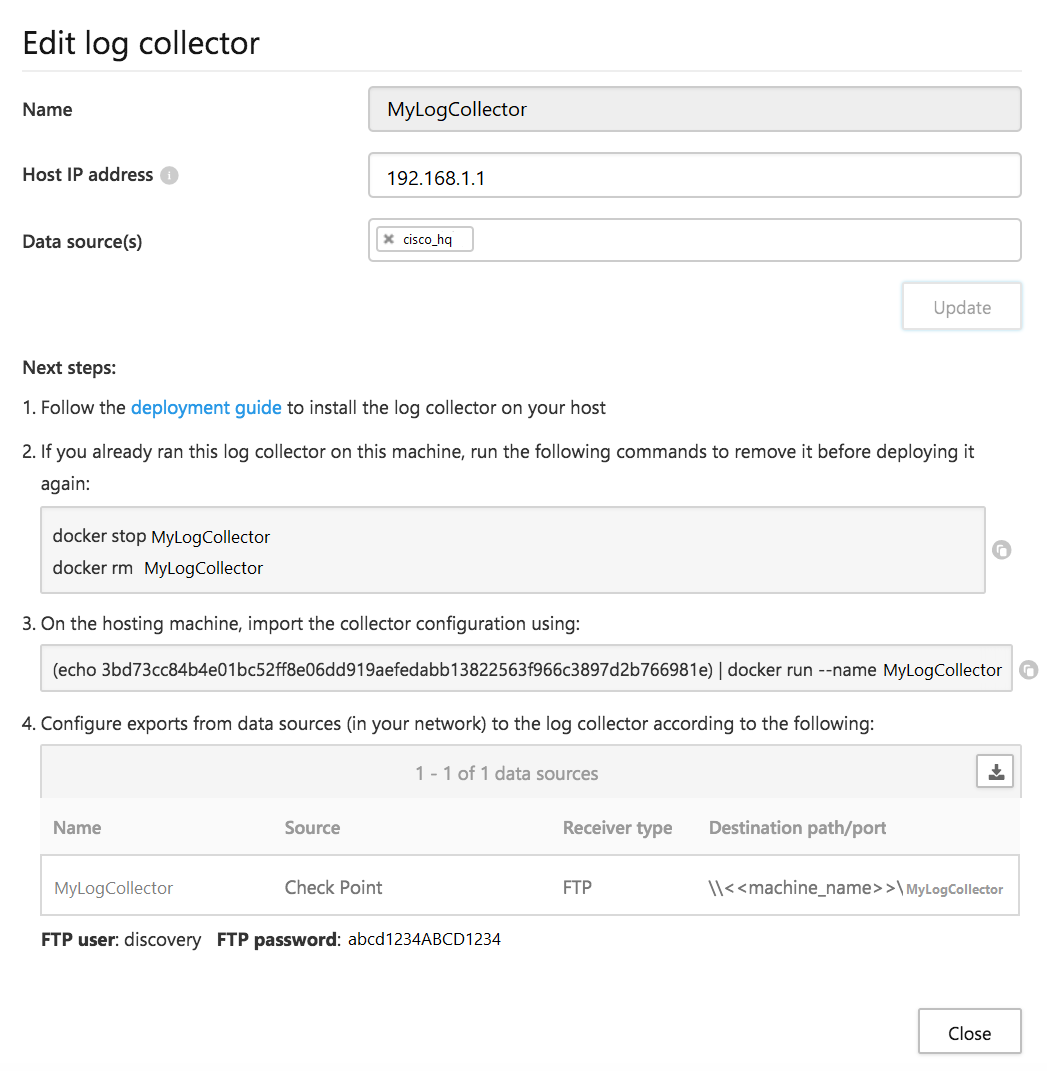 Edit log collector
Name
MyLogCollector
Host IP address i
192.168.1.1
Data source(s)
✖ cisco_hq
Update
Next steps:
1. Follow the deployment guide to install the log collector on your host
2. If you already ran this log collector on this machine, run the following commands to remove it before deploying it
again:
docker stop MyLogCollector
docker rm MyLogCollector
3. On the hosting machine, import the collector configuration using:
(echo 3bd73cc84b4e01bc52ff8e06dd919aefedabb13822563f966c3897d2b766981e) | docker run --name MyLogCollector
4. Configure exports from data sources (in your network) to the log collector according to the following:
1 - 1 of 1 data sources
Name Source Receiver type Destination path/port
MyLogCollector Check Point FTP \\<<machine_name>>\MyLogCollector
FTP user: discovery FTP password: abcd1234ABCD1234
Close